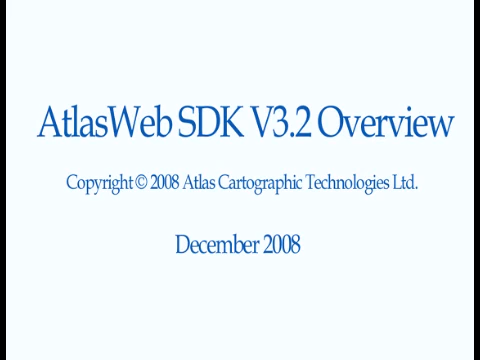 AtlasWeb SDK V3.2 Overview
Copyright © 2008 Atlas Cartographic Technologies Ltd.
December 2008